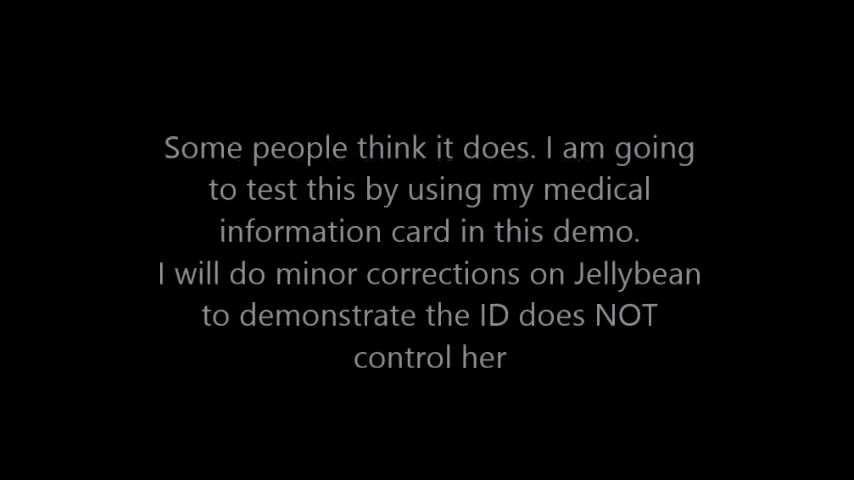 Some people think it does. I am going
to test this by using my medical
information card in this demo.
I will do minor corrections on Jellybean
to demonstrate the ID does NOT
control her